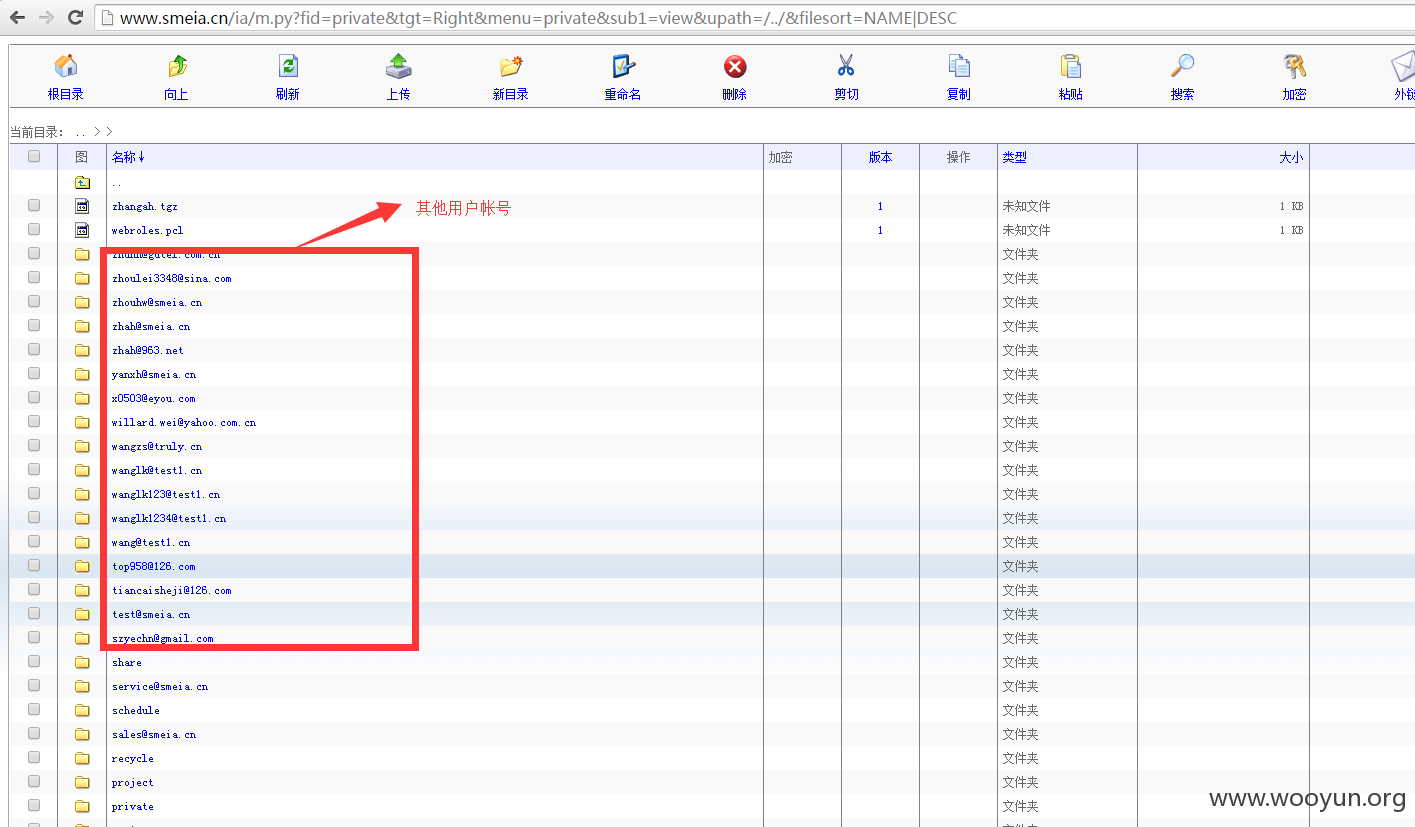 www.smeia.cn/ia/m.py?fid=private&tgt=Right&menu=private&sub1=view&upath=/../&filesort=NAME|DESC
根目录 向上 刷新 上传 新目录 重命名 删除 剪切 复制 粘贴 搜索 加密
当前目录: .. > >
图 名称↓ 加密 版本 操作 类型 大小
..
zhangah.tgz 1 未知文件 1 KB
其他用户帐号
webroles.pcl 1 未知文件 1 KB
文件夹
zhoulei3348@sina.com 文件夹
zhouhw@smeia.cn 文件夹
zhah@smeia.cn 文件夹
zhah@963.net 文件夹
yanxh@smeia.cn 文件夹
x0503@eyou.com 文件夹
willard.wei@yahoo.com.cn 文件夹
wangzs@truly.cn 文件夹
wanglk@test1.cn 文件夹
wanglk123@test1.cn 文件夹
wanglk1234@test1.cn 文件夹
wang@test1.cn 文件夹
top958@126.com 文件夹
tiancaisheji@126.com 文件夹
test@smeia.cn 文件夹
szyechn@gmail.com 文件夹
share 文件夹
service@smeia.cn 文件夹
schedule 文件夹
sales@smeia.cn 文件夹
recycle 文件夹
project 文件夹
private 文件夹
www.wooyun.org